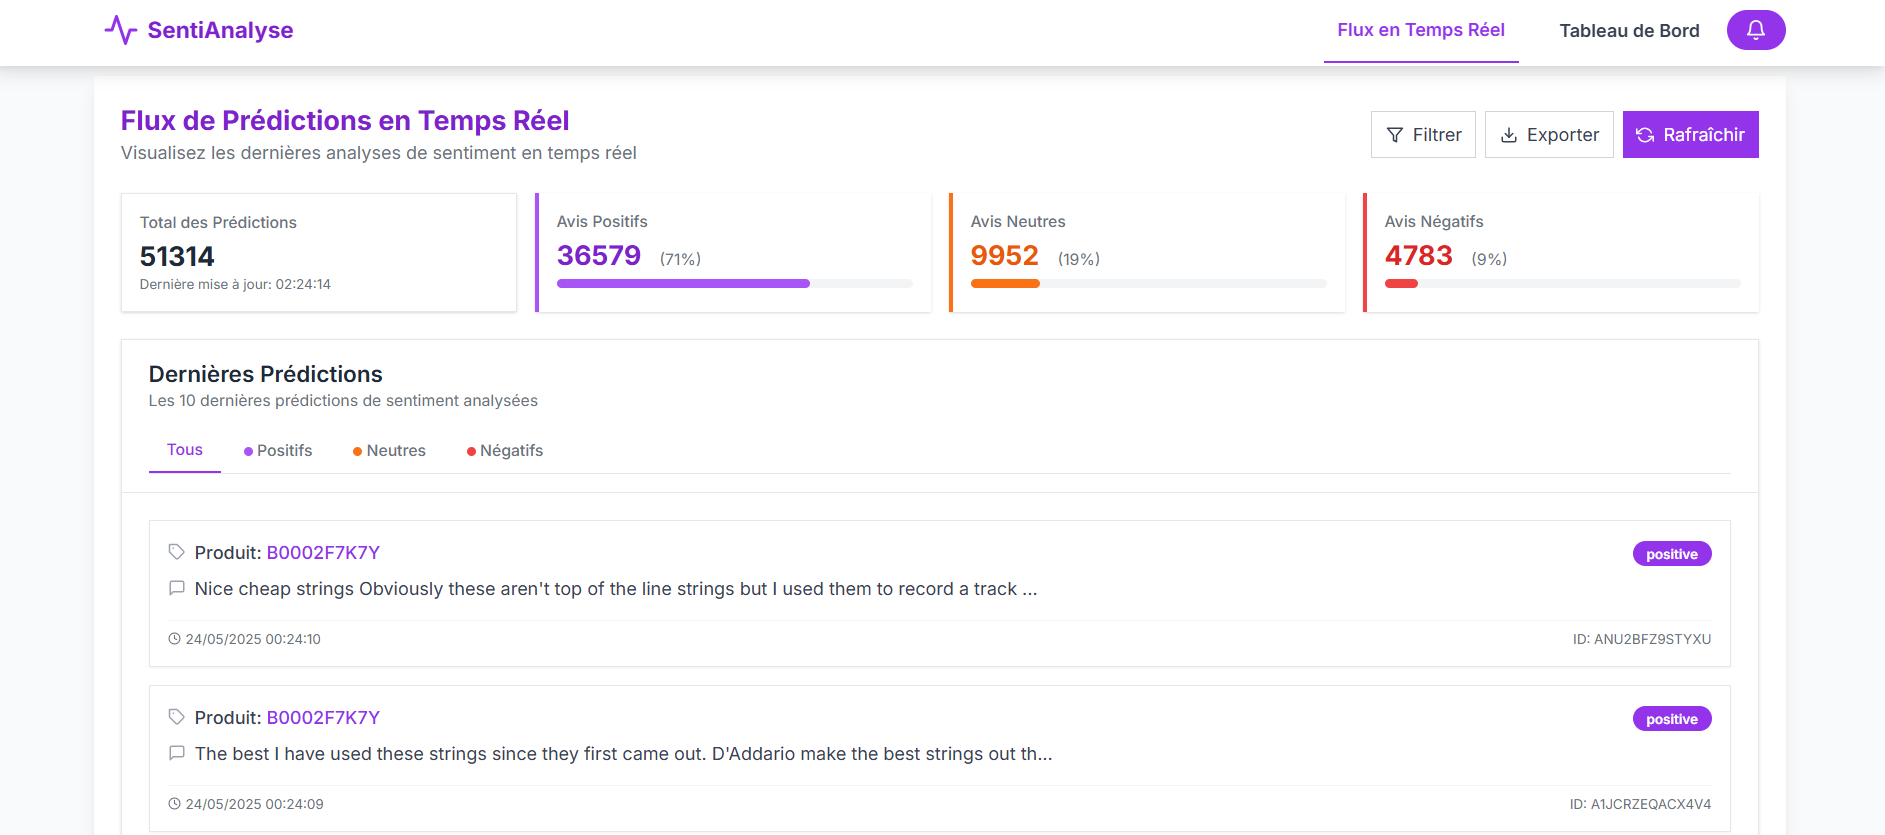 SentiAnalyse
Flux en Temps Réel
Tableau de Bord
Flux de Prédictions en Temps Réel
Visualisez les dernières analyses de sentiment en temps réel
Filtrer
Exporter
Rafraîchir
Total des Prédictions
51314
Dernière mise à jour: 02:24:14
Avis Positifs
36579 (71%)
Avis Neutres
9952 (19%)
Avis Négatifs
4783 (9%)
Dernières Prédictions
Les 10 dernières prédictions de sentiment analysées
Tous
Positifs
Neutres
Négatifs
Produit: B0002F7K7Y
positive
Nice cheap strings Obviously these aren't top of the line strings but I used them to record a track ...
24/05/2025 00:24:10
ID: ANU2BFZ9STYXU
Produit: B0002F7K7Y
positive
The best I have used these strings since they first came out. D'Addario make the best strings out th...
24/05/2025 00:24:09
ID: A1JCRZEQACX4V4